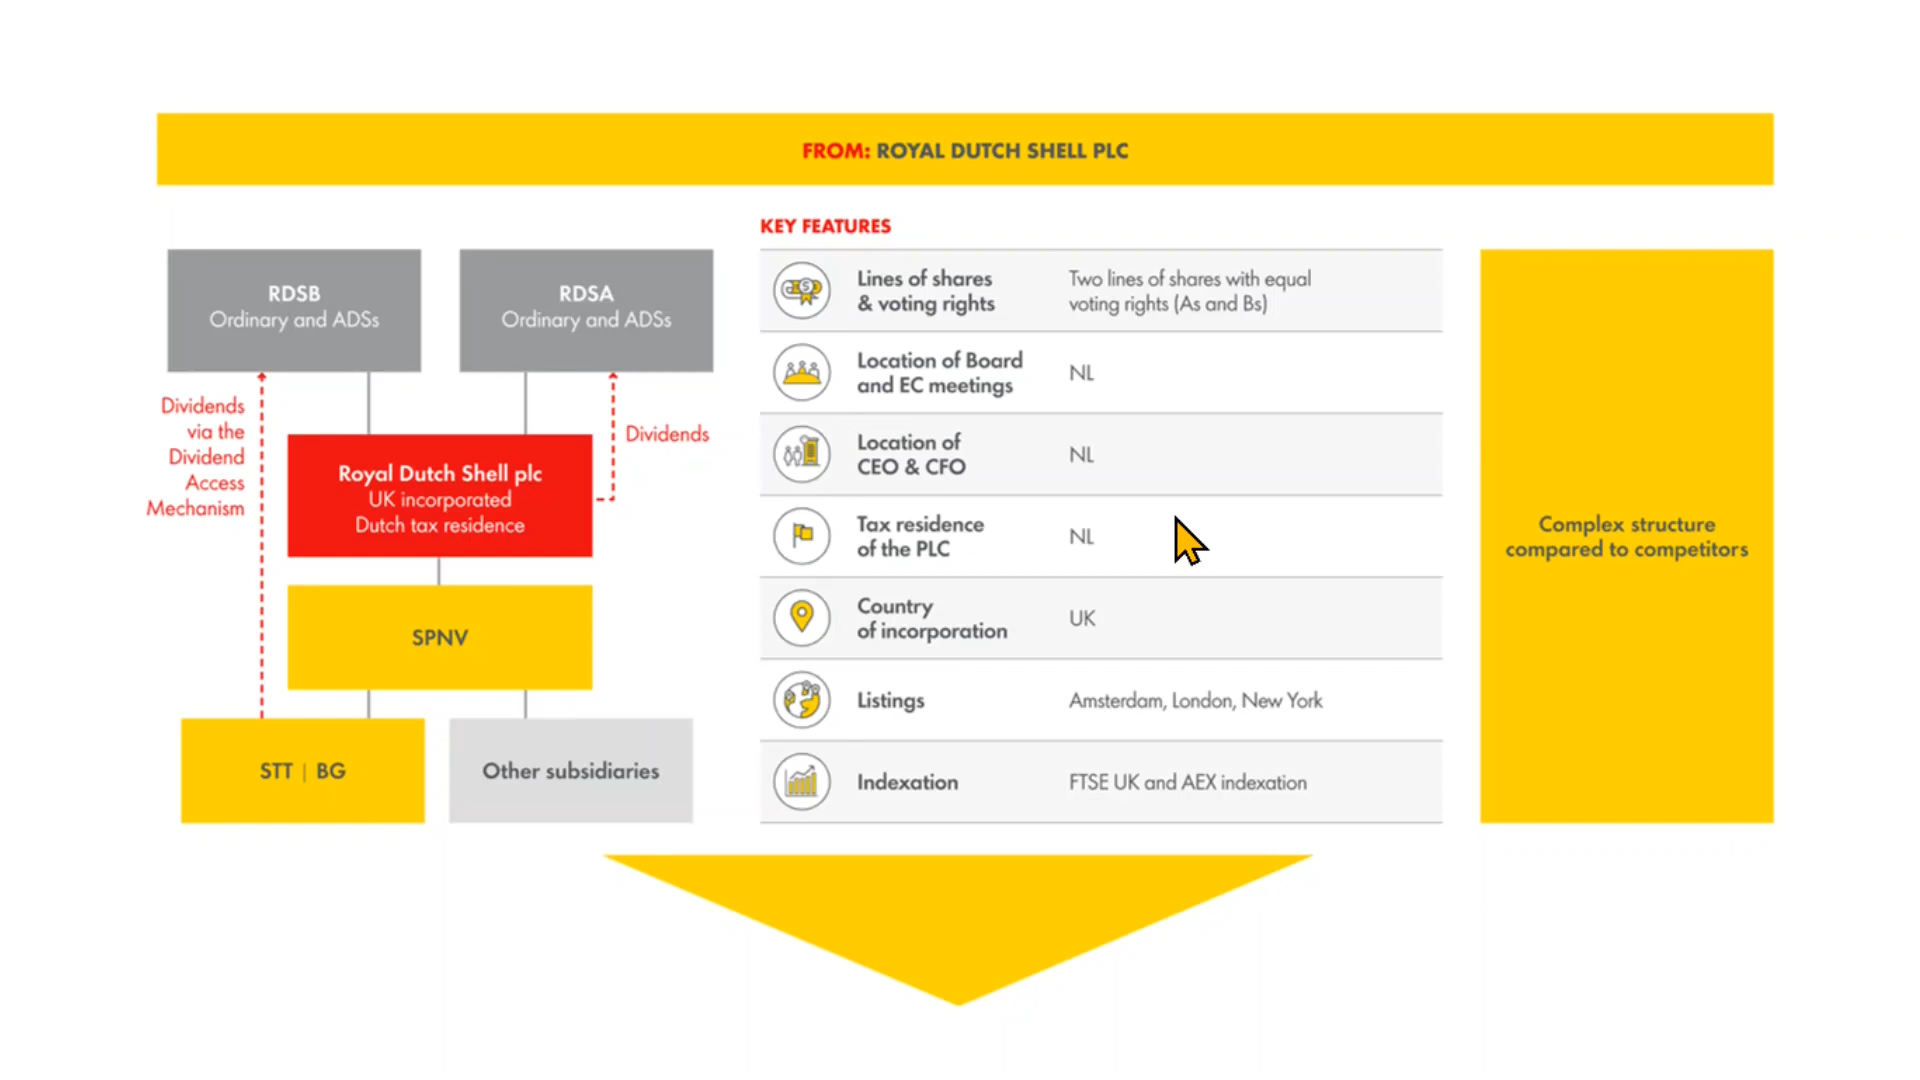 FROM: ROYAL DUTCH SHELL PLC
RDSB
Ordinary and ADSs
RDSA
Ordinary and ADSs
Dividends
via the
Dividend
Access
Mechanism
Dividends
Royal Dutch Shell plc
UK incorporated
Dutch tax residence
SPNV
STT | BG
Other subsidiaries
KEY FEATURES
Lines of shares
& voting rights
Two lines of shares with equal
voting rights (As and Bs)
Location of Board
and EC meetings
NL
Location of
CEO & CFO
NL
Tax residence
of the PLC
NL
Country
of incorporation
UK
Listings
Amsterdam, London, New York
Indexation
FTSE UK and AEX indexation
Complex structure
compared to competitors